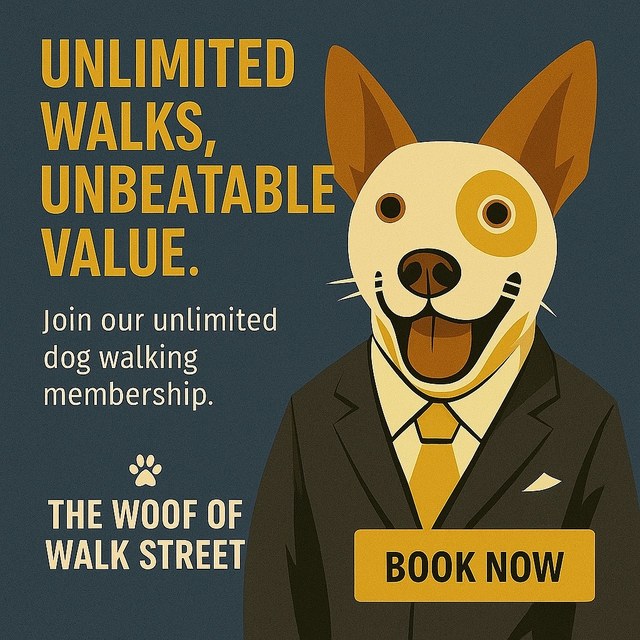 UNLIMITED
WALKS,
UNBEATABLE
VALUE.
Join our unlimited
dog walking
membership.
THE WOOF OF
WALK STREET
BOOK NOW